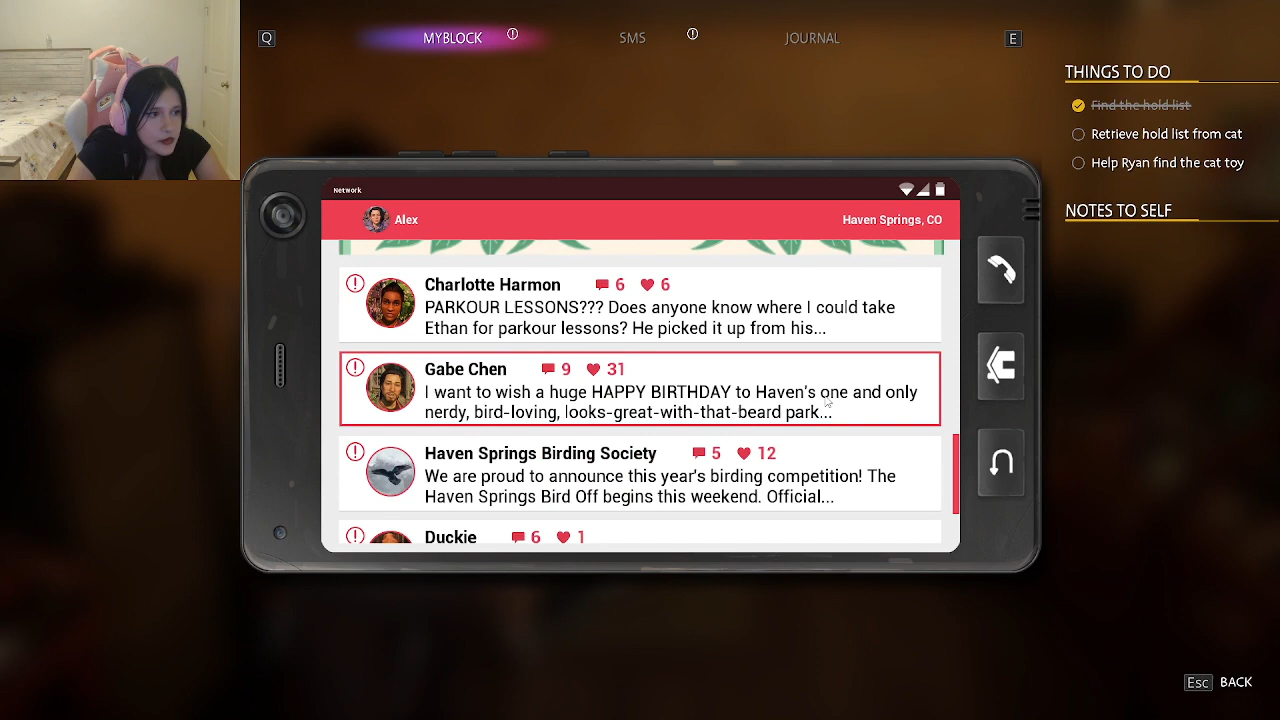 Q
MYBLOCK
SMS
JOURNAL
E
THINGS TO DO
Find the hold list
Retrieve hold list from cat
Help Ryan find the cat toy
NOTES TO SELF
Network
Alex
Haven Springs, CO
Charlotte Harmon 6 6
PARKOUR LESSONS??? Does anyone know where I could take
Ethan for parkour lessons? He picked it up from his...
Gabe Chen 9 31
I want to wish a huge HAPPY BIRTHDAY to Haven's one and only
nerdy, bird-loving, looks-great-with-that-beard park...
Haven Springs Birding Society 5 12
We are proud to announce this year's birding competition! The
Haven Springs Bird Off begins this weekend. Official...
Duckie 6 1
Esc BACK